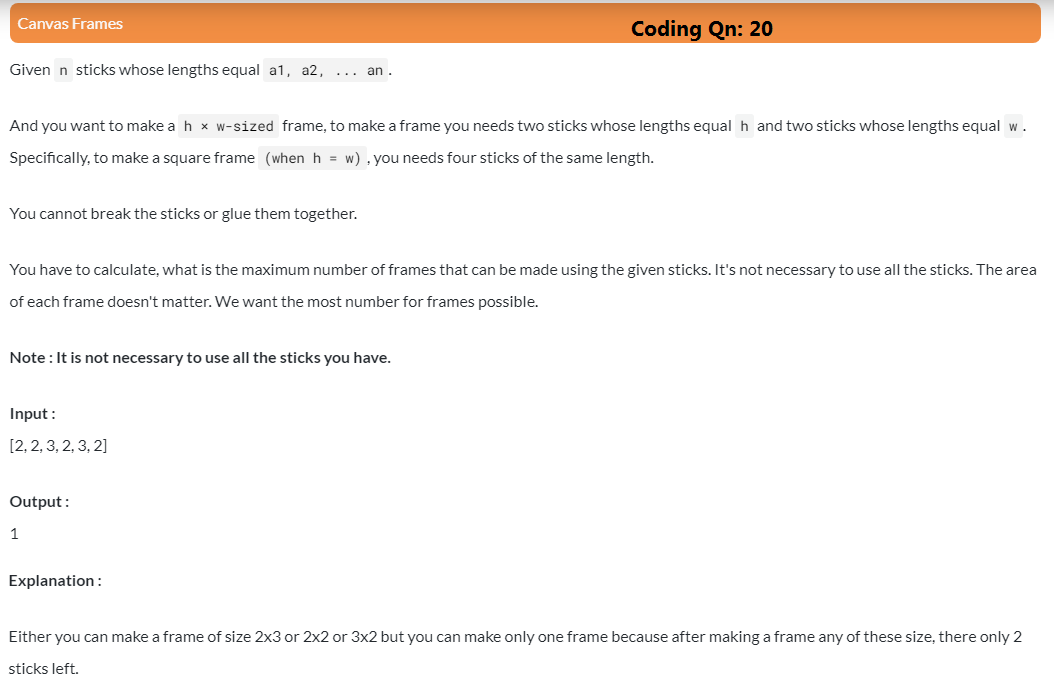 Canvas Frames
Coding Qn: 20
Given n sticks whose lengths equal a1, a2, ... an .
And you want to make a h × w-sized frame, to make a frame you needs two sticks whose lengths equal h and two sticks whose lengths equal w .
Specifically, to make a square frame (when h = w) , you needs four sticks of the same length.
You cannot break the sticks or glue them together.
You have to calculate, what is the maximum number of frames that can be made using the given sticks. It's not necessary to use all the sticks. The area
of each frame doesn't matter. We want the most number for frames possible.
Note : It is not necessary to use all the sticks you have.
Input :
[2, 2, 3, 2, 3, 2]
Output :
1
Explanation :
Either you can make a frame of size 2x3 or 2x2 or 3x2 but you can make only one frame because after making a frame any of these size, there only 2
sticks left.